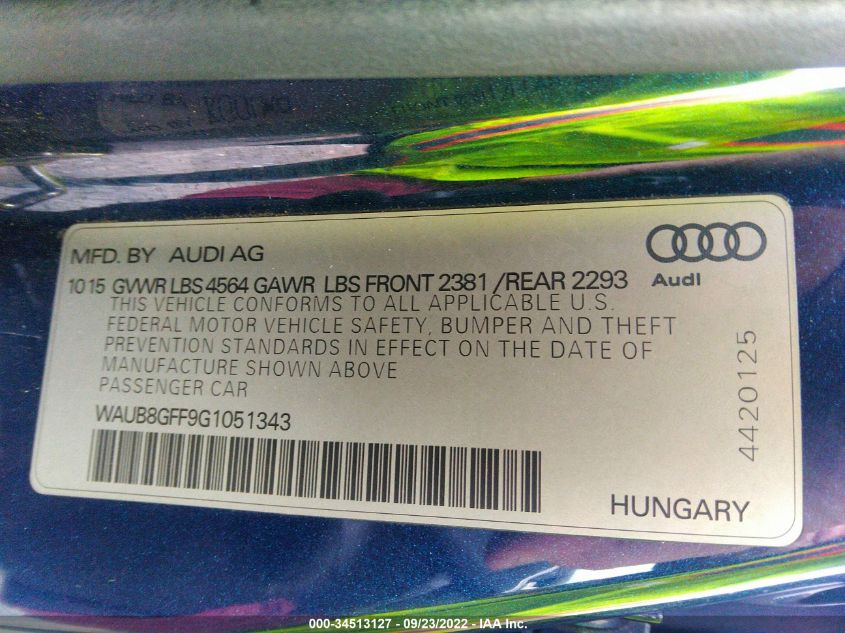 MFD. BY AUDI AG
1015 GVWR LBS 4564 GAWR LBS FRONT 2381 /REAR 2293
Audi
THIS VEHICLE CONFORMS TO ALL APPLICABLE U.S.
FEDERAL MOTOR VEHICLE SAFETY, BUMPER AND THEFT
PREVENTION STANDARDS IN EFFECT ON THE DATE OF
MANUFACTURE SHOWN ABOVE
PASSENGER CAR
WAUB8GFF9G1051343
4420125
HUNGARY
000-34513127 - 09/23/2022 - IAA Inc.